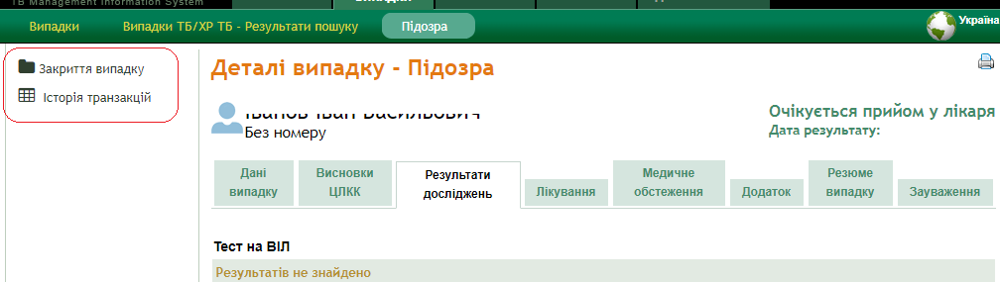 TB Management Information System
Випадки Випадки ТБ/ХР ТБ - Результати пошуку Підозра Україна
Закриття випадку
Історія транзакцій
Деталі випадку - Підозра
Іванов Іван Васильович
Без номеру
Очікується прийом у лікаря
Дата результату:
Дані випадку
Висновки ЦЛКК
Результати досліджень
Лікування
Медичне обстеження
Додаток
Резюме випадку
Зауваження
Тест на ВІЛ
Результатів не знайдено